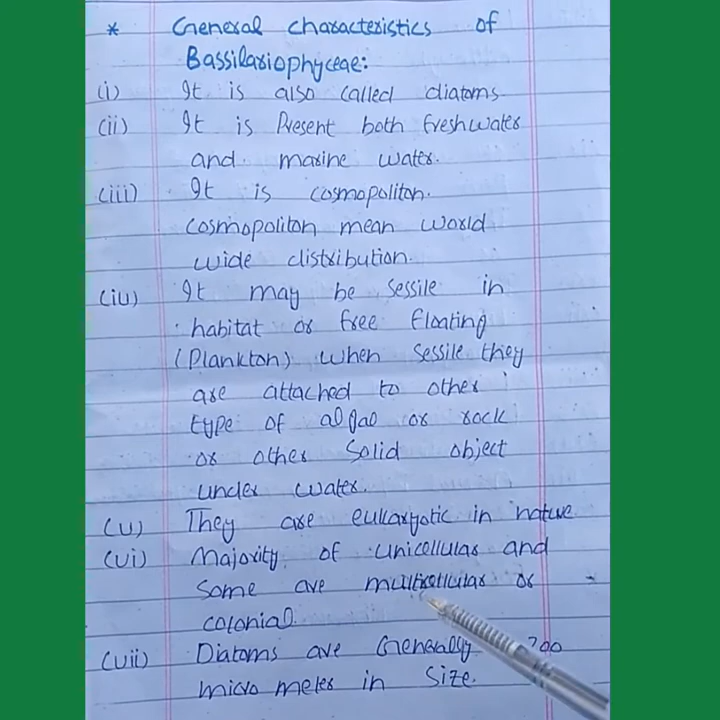 * General characteristics of
Bassilariophyceae:
(i) It is also called diatoms
(ii) It is Present both freshwater
and marine water.
(iii) It is cosmopoliton.
cosmopoliton mean world
wide distribution.
(iv) It may be sessile in
habitat or free floating
(Plankton) when sessile they
are attached to other
type of algae or rock
or other solid object
under water.
(v) They are eukaryotic in nature
(vi) Majority of unicellular and
some are multicellular or
colonial.
(vii) Diatoms are Generally 200
micro meter in size.